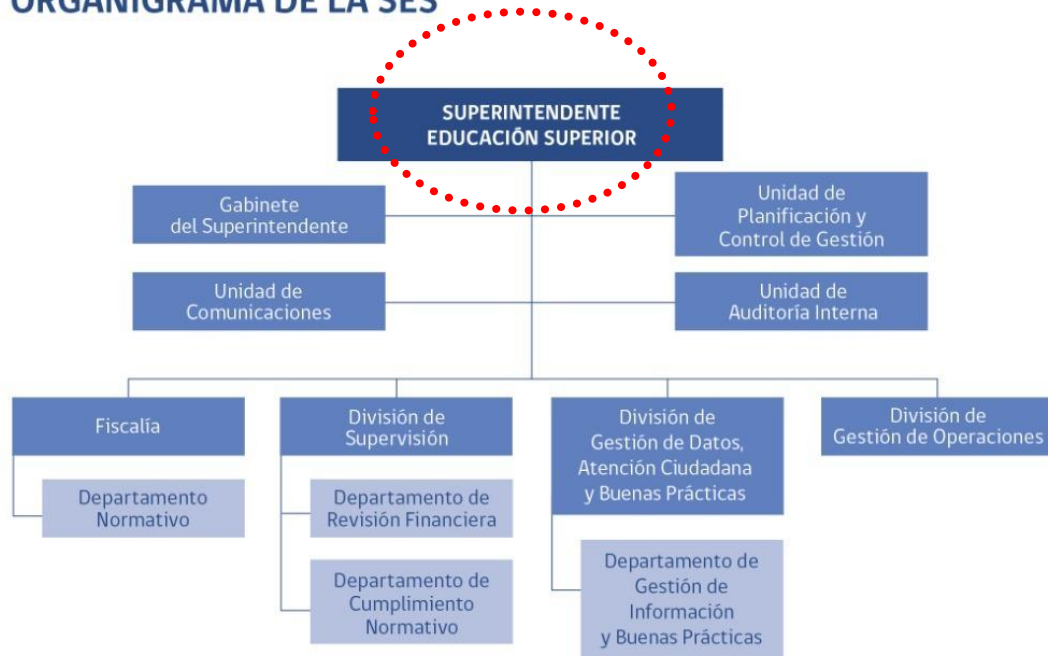 ORGANIGRAMA DE LA SES
SUPERINTENDENTE
EDUCACIÓN SUPERIOR
Gabinete
del Superintendente
Unidad de
Planificación y
Control de Gestión
Unidad de
Comunicaciones
Unidad de
Auditoría Interna
Fiscalía
División de
Supervisión
División de
Gestión de Datos,
Atención Ciudadana
y Buenas Prácticas
División de
Gestión de Operaciones
Departamento
Normativo
Departamento de
Revisión Financiera
Departamento de
Cumplimiento
Normativo
Departamento de
Gestión de
Información
y Buenas Prácticas